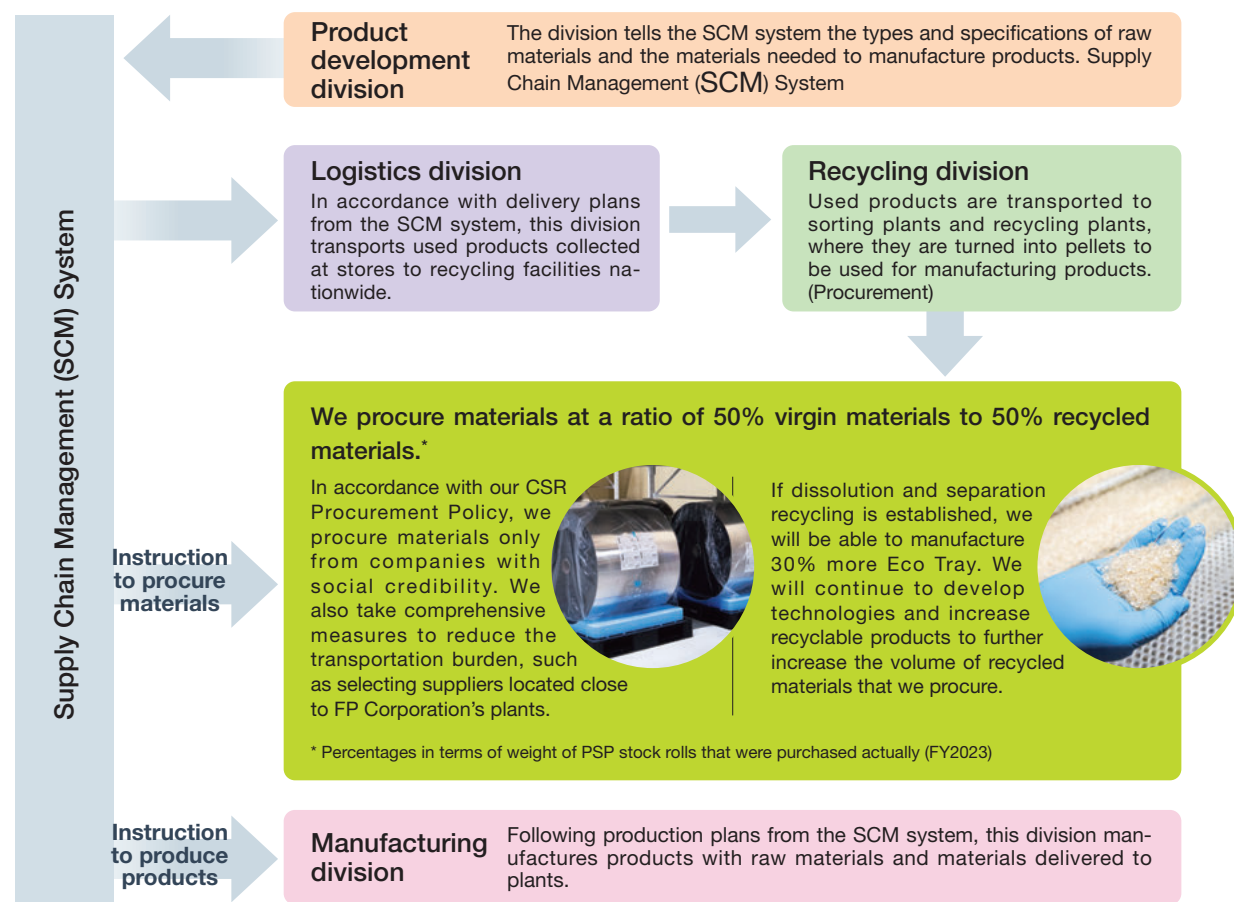 Supply Chain Management (SCM) System
Product
development
division
The division tells the SCM system the types and specifications of raw
materials and the materials needed to manufacture products. Supply
Chain Management (SCM) System
Logistics division
In accordance with delivery plans
from the SCM system, this division
transports used products collected
at stores to recycling facilities na-
tionwide.
Recycling division
Used products are transported to
sorting plants and recycling plants,
where they are turned into pellets to
be used for manufacturing products.
(Procurement)
Instruction
to procure
materials
We procure materials at a ratio of 50% virgin materials to 50% recycled
materials.*
In accordance with our CSR
Procurement Policy, we
procure materials only
from companies with
social credibility. We
also take comprehensive
measures to reduce the
transportation burden, such
as selecting suppliers located close
to FP Corporation's plants.
If dissolution and separation
recycling is established, we
will be able to manufacture
30% more Eco Tray. We
will continue to develop
technologies and increase
recyclable products to further
increase the volume of recycled
materials that we procure.
* Percentages in terms of weight of PSP stock rolls that were purchased actually (FY2023)
Instruction
to produce
products
Manufacturing
division
Following production plans from the SCM system, this division man-
ufactures products with raw materials and materials delivered to
plants.